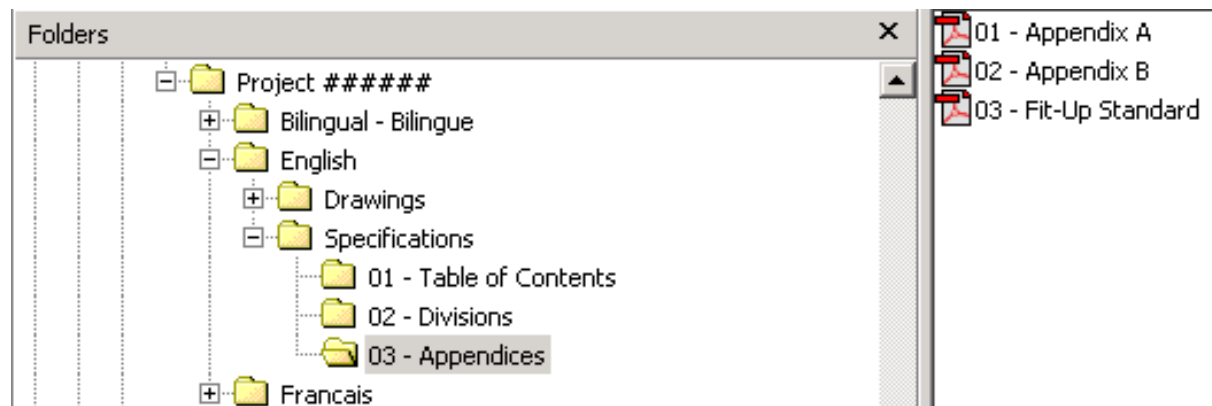 Folders
Project ######
Bilingual - Bilingue
English
Drawings
Specifications
01 - Table of Contents
02 - Divisions
03 - Appendices
Francais
01 - Appendix A
02 - Appendix B
03 - Fit-Up Standard